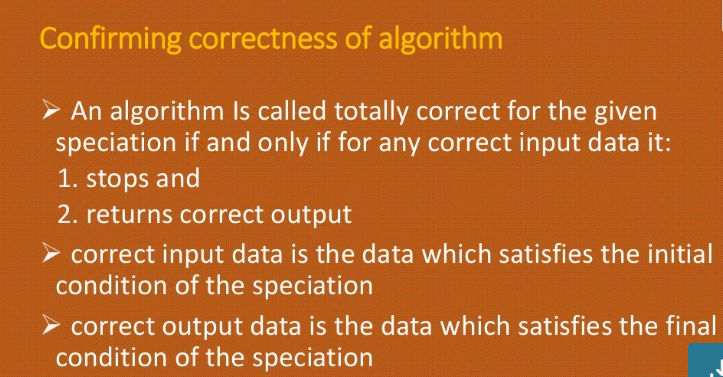 Confirming correctness of algorithm
➢ An algorithm Is called totally correct for the given
speciation if and only if for any correct input data it:
1. stops and
2. returns correct output
➢ correct input data is the data which satisfies the initial
condition of the speciation
➢ correct output data is the data which satisfies the final
condition of the speciation